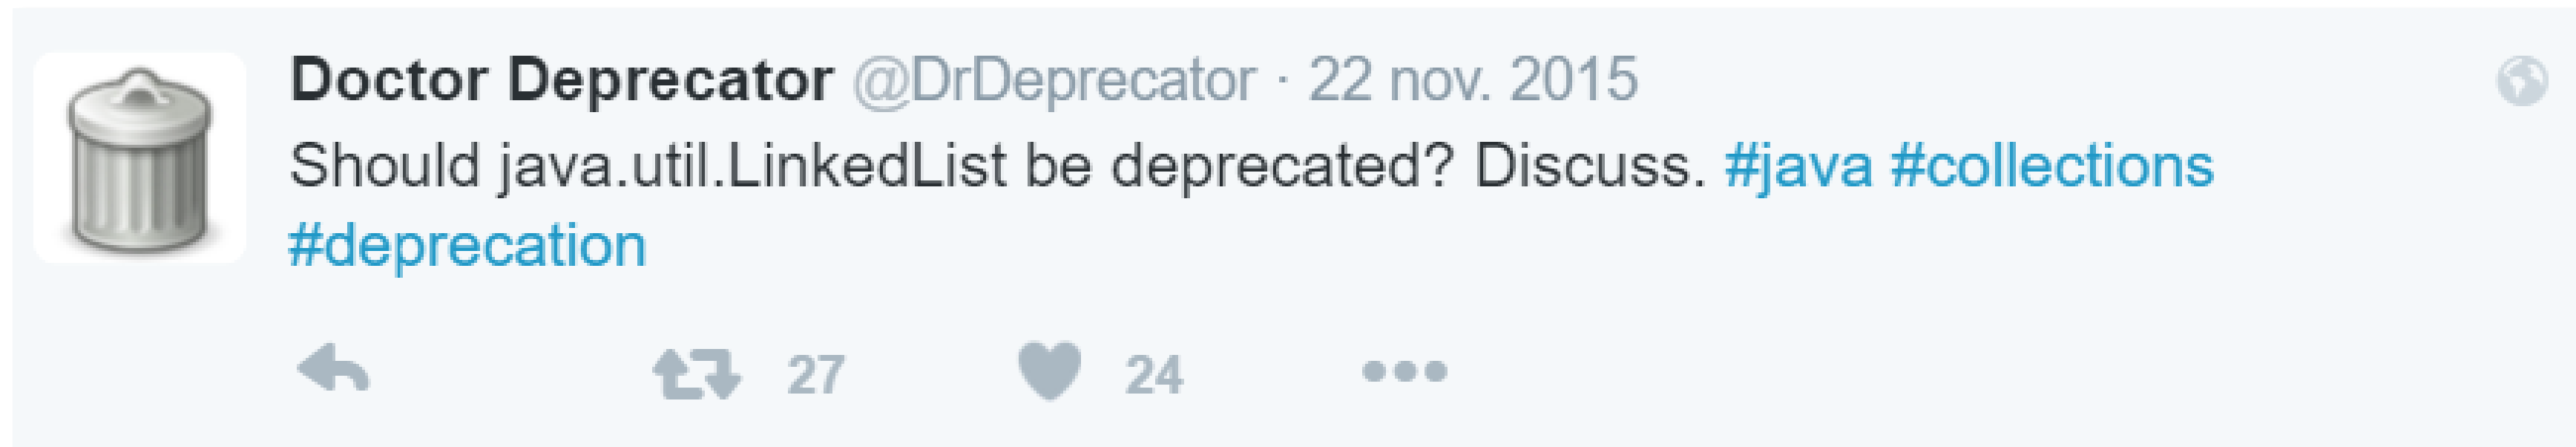 Doctor Deprecator @DrDeprecator · 22 nov. 2015
Should java.util.LinkedList be deprecated? Discuss. #java #collections
#deprecation
27 24